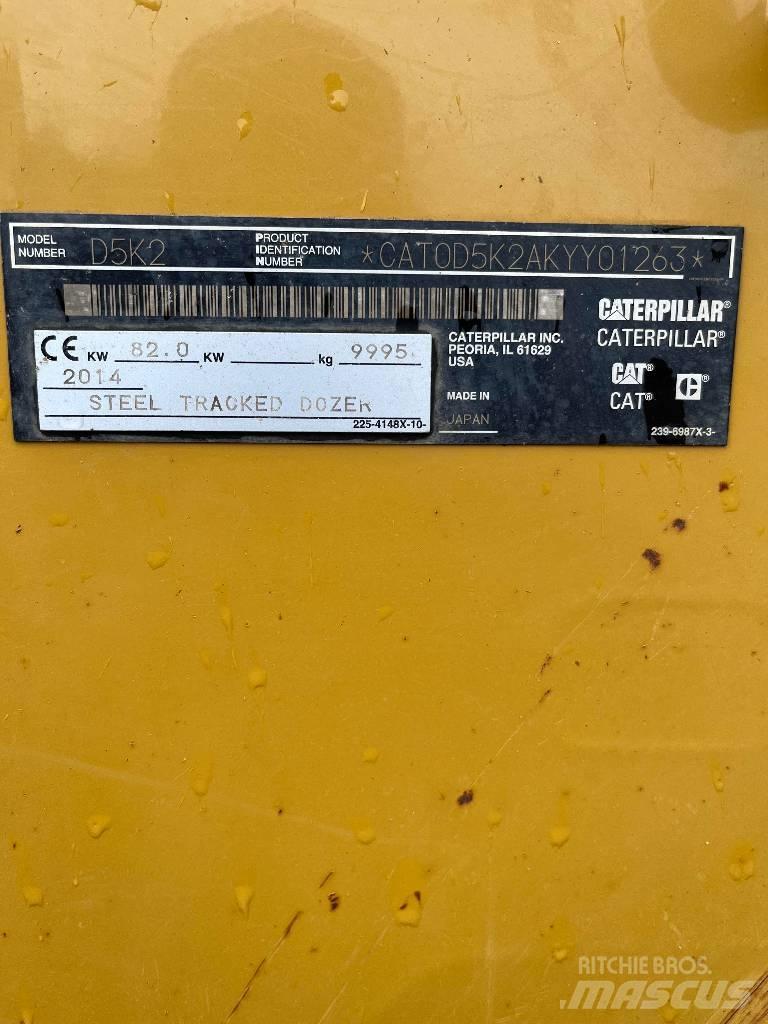 MODEL NUMBER D5K2 PRODUCT IDENTIFICATION NUMBER *CAT0D5K2AKYY01263*
CATERPILLAR®
CATERPILLAR®
CE KW 82.0 KW kg 9995
2014
STEEL TRACKED DOZER
225-4148X-10-
CATERPILLAR INC.
PEORIA, IL 61629
USA
MADE IN
JAPAN
CAT®
CAT®
C®
239-6987X-3-
RITCHIE BROS.
MASCUS